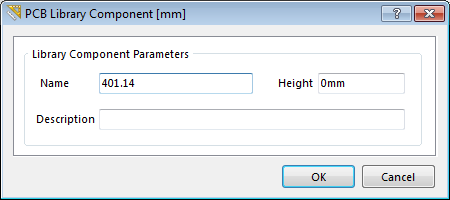 PCB Library Component [mm]
Library Component Parameters
Name 401.14 Height 0mm
Description
OK Cancel